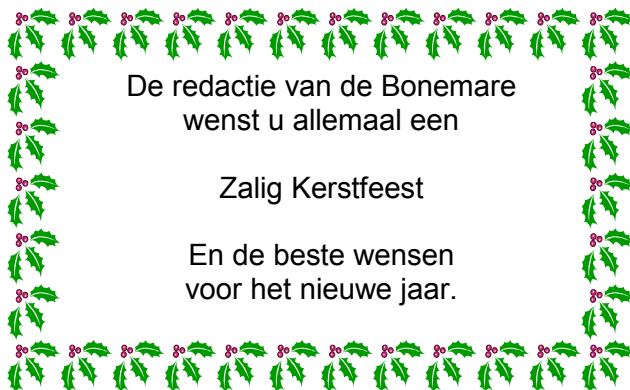 De redactie van de Bonemare
wenst u allemaal een
Zalig Kerstfeest
En de beste wensen
voor het nieuwe jaar.